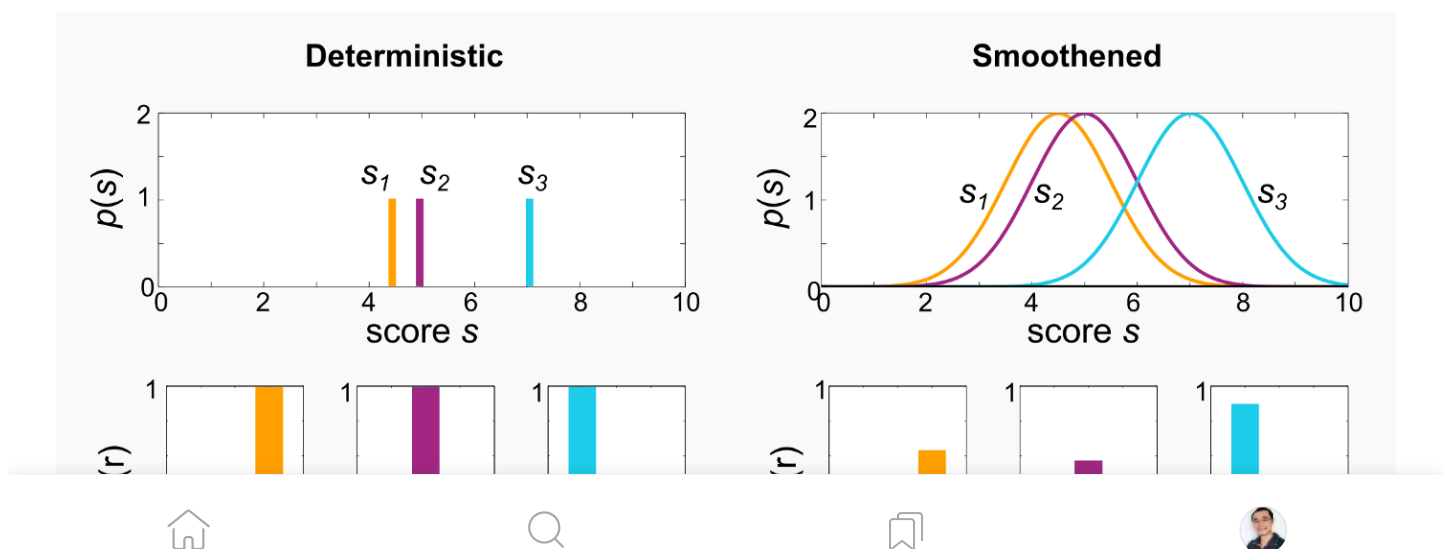 Deterministic
Smoothened
2
1
0
p(s)
s1
s2
s3
0 2 4 6 8 10
score s
2
1
0
p(s)
s1
s2
s3
0 2 4 6 8 10
score s
1
1
1
1
1
1
(r)
(r)